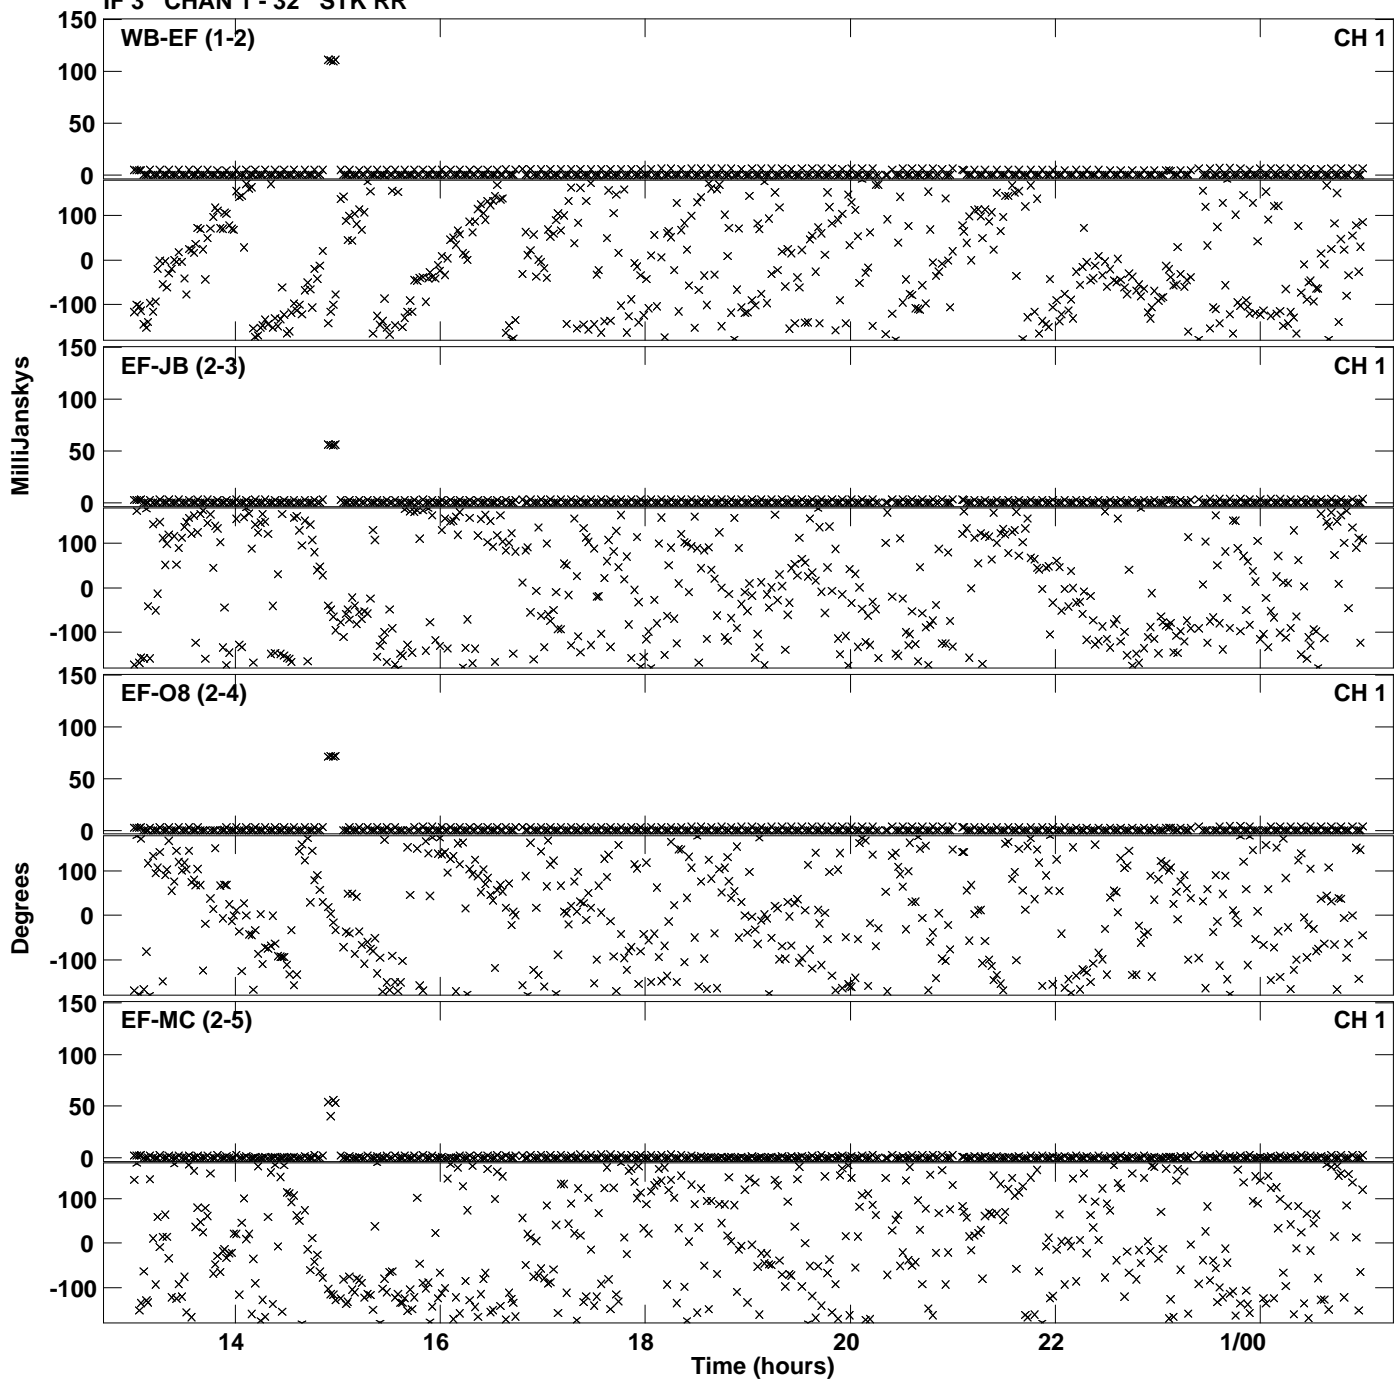 IF 3 CHAN 1 - 32 STK RR
150
WB-EF (1-2)
CH 1
100
50
0
100
0
-100
150
EF-JB (2-3)
CH 1
100
50
0
100
0
-100
MilliJanskys
150
EF-O8 (2-4)
CH 1
100
50
0
100
0
-100
Degrees
150
EF-MC (2-5)
CH 1
100
50
0
100
0
-100
14 16 18 20 22 1/00
Time (hours)